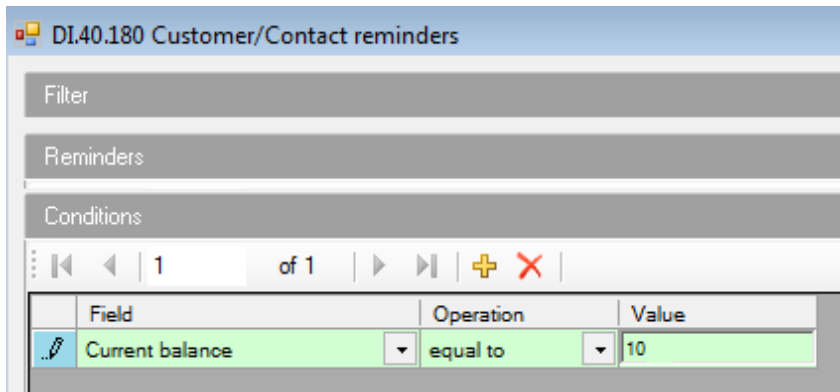 DI.40.180 Customer/Contact reminders
Filter
Reminders
Conditions
1 of 1
Field Operation Value
Current balance equal to 10